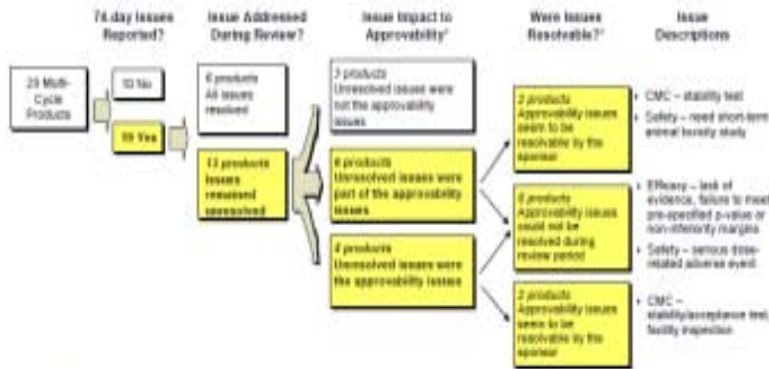 74-day Issues
Reported?
Issue Addressed
During Review?
Issue Impact to
Approvability
Were Issues
Resolvable?
Issue
Descriptions
29 Multi-
Cycle
Products
10 No
19 Yes
6 products
All issues
resolved
13 products
Issues
remained
unresolved
3 products
Unresolved issues were
not the approvability
issues
6 products
Unresolved issues were
part of the approvability
issues
4 products
Unresolved issues were
the approvability issues
2 products
Approvability issues
seem to be
resolvable by the
sponsor
6 products
Approvability issues
could not be
resolved during
review period
2 products
Approvability issues
seem to be
resolvable by the
sponsor
• CMC – stability test
• Safety – need short-term
animal toxicity study
• Efficacy – lack of
evidence, failure to meet
pre-specified p-value or
non-inferiority margins
• Safety – serious dose-
related adverse event
• CMC –
stability/acceptance test,
facility inspection